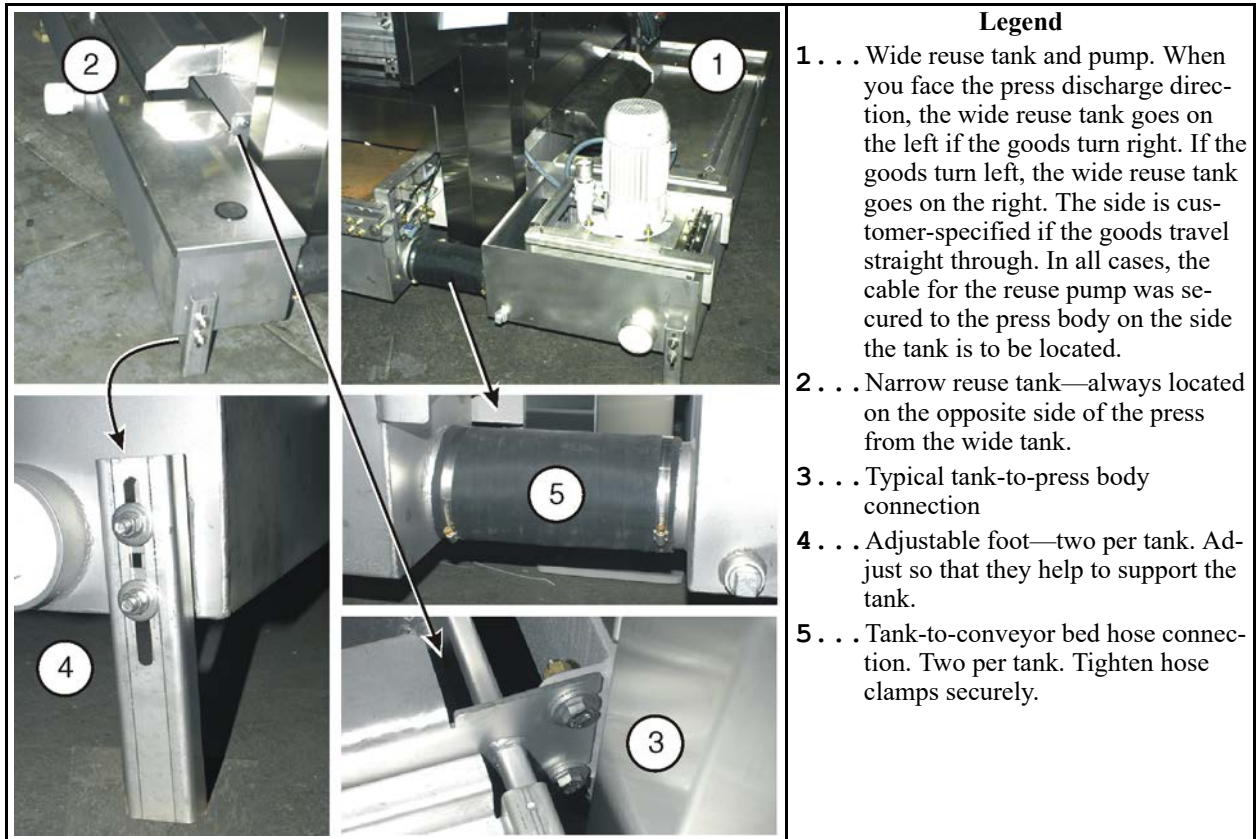 2
1
5
4
3
Legend
1...Wide reuse tank and pump. When
you face the press discharge direc-
tion, the wide reuse tank goes on
the left if the goods turn right. If the
goods turn left, the wide reuse tank
goes on the right. The side is cus-
tomer-specified if the goods travel
straight through. In all cases, the
cable for the reuse pump was se-
cured to the press body on the side
the tank is to be located.
2...Narrow reuse tank—always located
on the opposite side of the press
from the wide tank.
3...Typical tank-to-press body
connection
4...Adjustable foot—two per tank. Ad-
just so that they help to support the
tank.
5...Tank-to-conveyor bed hose connec-
tion. Two per tank. Tighten hose
clamps securely.